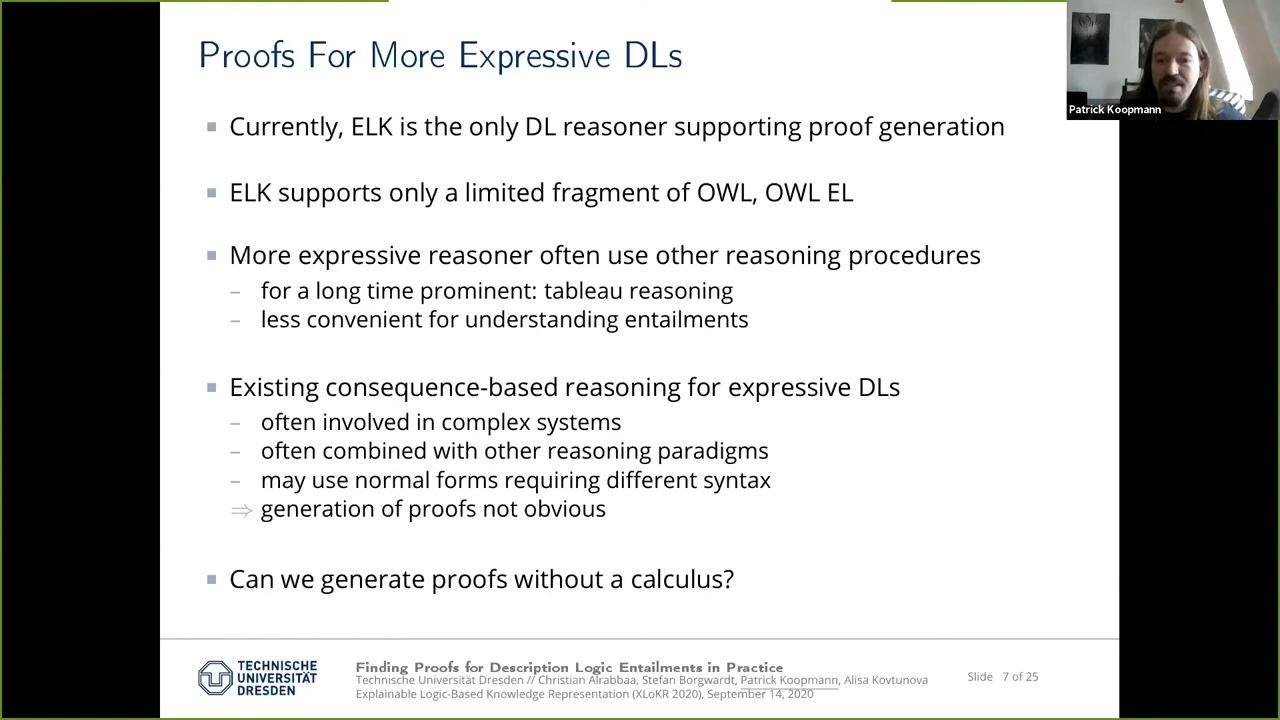 Proofs For More Expressive DLs
Patrick Koopmann
Currently, ELK is the only DL reasoner supporting proof generation
ELK supports only a limited fragment of OWL, OWL EL
More expressive reasoner often use other reasoning procedures
– for a long time prominent: tableau reasoning
– less convenient for understanding entailments
Existing consequence-based reasoning for expressive DLs
– often involved in complex systems
– often combined with other reasoning paradigms
– may use normal forms requiring different syntax
⇒ generation of proofs not obvious
Can we generate proofs without a calculus?
TECHNISCHE
UNIVERSITÄT
DRESDEN
Finding Proofs for Description Logic Entailments in Practice
Technische Universität Dresden // Christian Alrabbaa, Stefan Borgwardt, Patrick Koopmann, Alisa Kovtunova
Explainable Logic-Based Knowledge Representation (XLoKR 2020), September 14, 2020
Slide 7 of 25